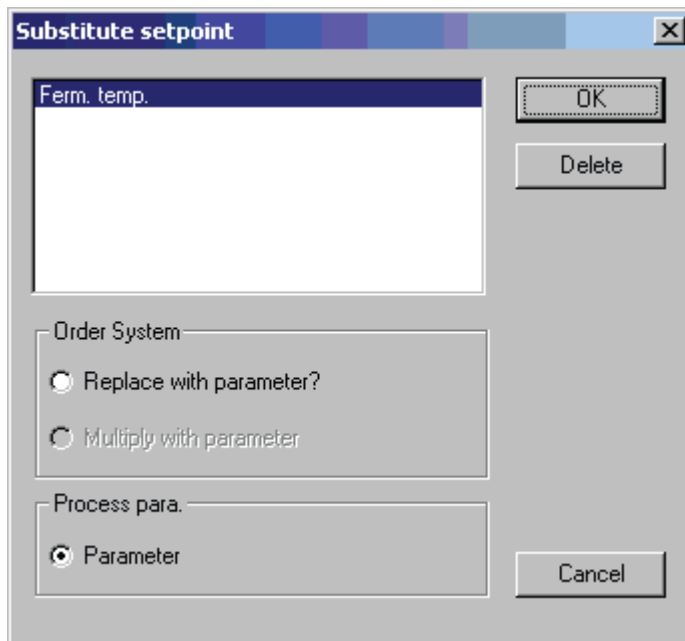 Substitute setpoint
Ferm. temp.
OK
Delete
Order System
Replace with parameter?
Multiply with parameter
Process para.
Parameter
Cancel